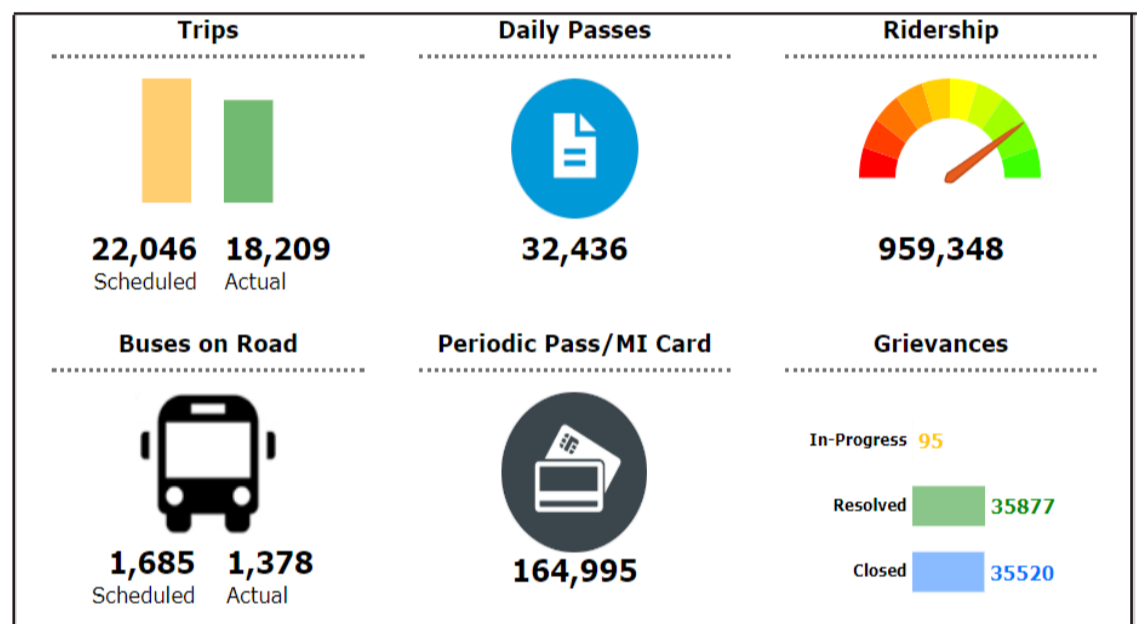 Trips
Daily Passes
Ridership
22,046 18,209
Scheduled Actual
32,436
959,348
Buses on Road
Periodic Pass/MI Card
Grievances
1,685 1,378
Scheduled Actual
164,995
In-Progress 95
Resolved 35877
Closed 35520